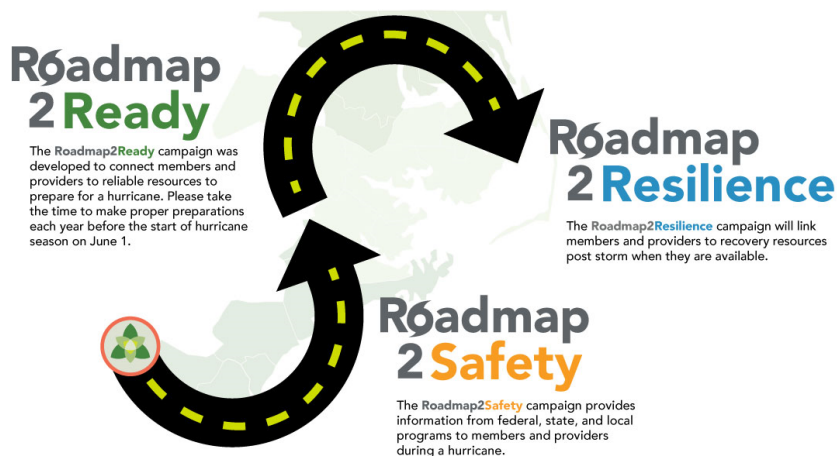 Roadmap
2 Ready
The Roadmap2Ready campaign was
developed to connect members and
providers to reliable resources to
prepare for a hurricane. Please take
the time to make proper preparations
each year before the start of hurricane
season on June 1.
Roadmap
2 Resilience
The Roadmap2Resilience campaign will link
members and providers to recovery resources
post storm when they are available.
Roadmap
2 Safety
The Roadmap2Safety campaign provides
information from federal, state, and local
programs to members and providers
during a hurricane.